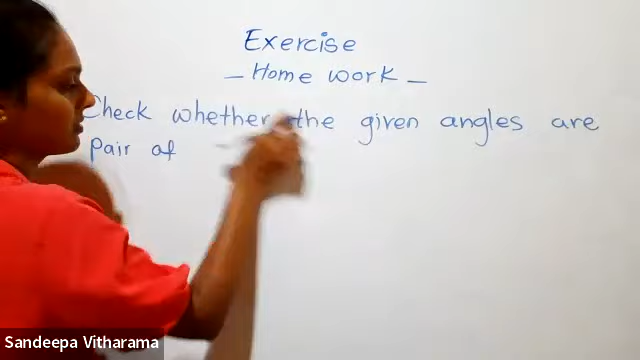 Exercise
- Home work -
Check whether the given angles are
Pair of
Sandeepa Vitharama